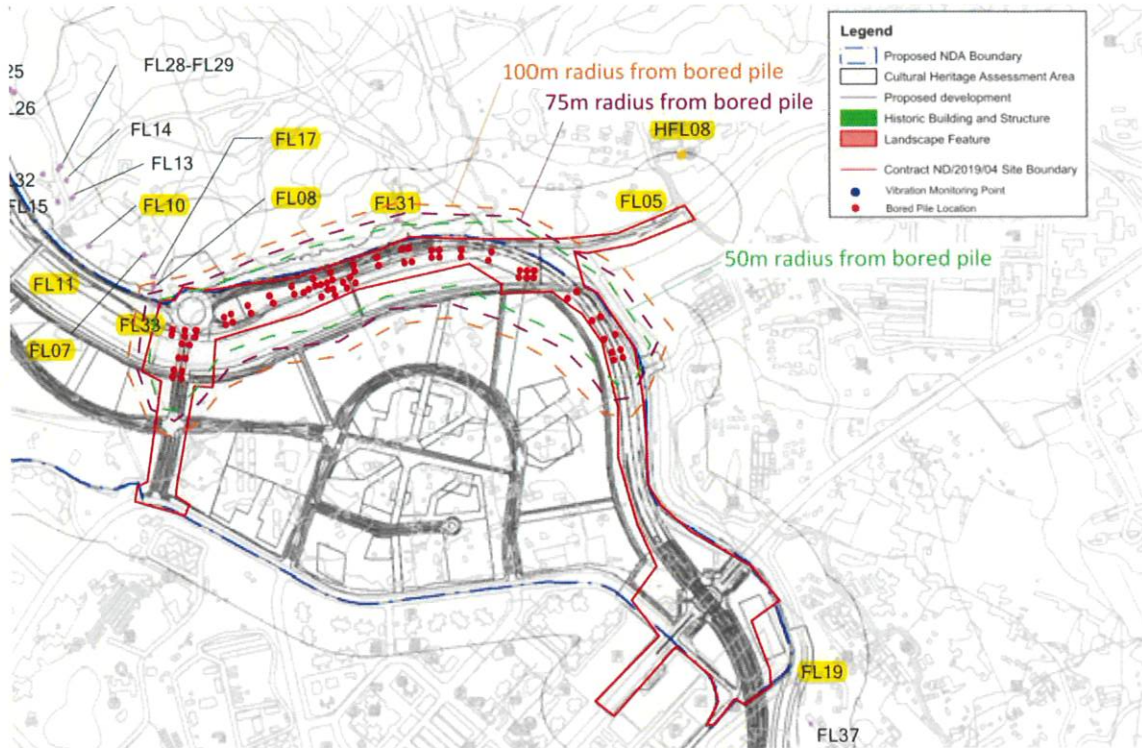 Legend
Proposed NDA Boundary
Cultural Heritage Assessment Area
Proposed development
Historic Building and Structure
Landscape Feature
Contract ND/2019/04 Site Boundary
Vibration Monitoring Point
Bored Pile Location
25
FL28-FL29
100m radius from bored pile
75m radius from bored pile
L26
FL14
FL17
HFL08
FL13
L32
FL15
FL10
FL08
FL31
FL05
50m radius from bored pile
FL11
FL33
FL07
FL19
FL37